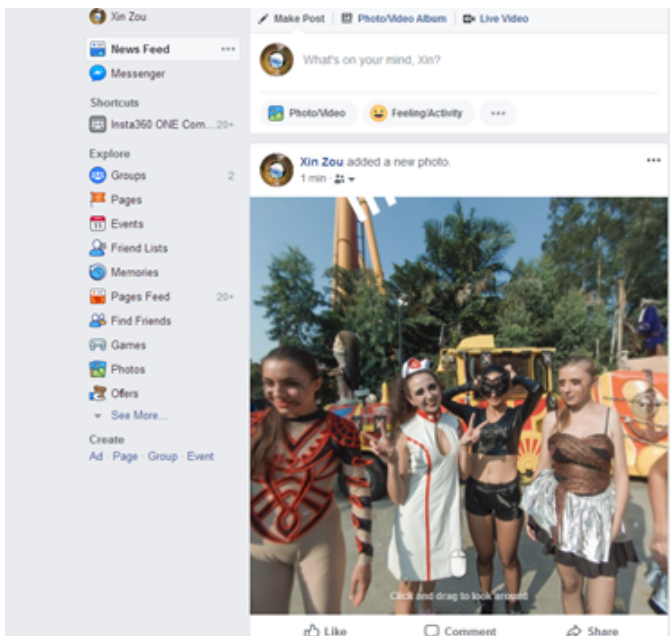 Xin Zou
News Feed
Messenger
Shortcuts
Insta360 ONE Com... 20+
Explore
Groups 2
Pages
Events
Friend Lists
Memories
Pages Feed 20+
Find Friends
Games
Photos
Offers
See More...
Create
Ad · Page · Group · Event
Make Post Photo/Video Album Live Video
What's on your mind, Xin?
Photo/Video Feeling/Activity
Xin Zou added a new photo.
1 min ·
Click and drag to look around
Like Comment Share